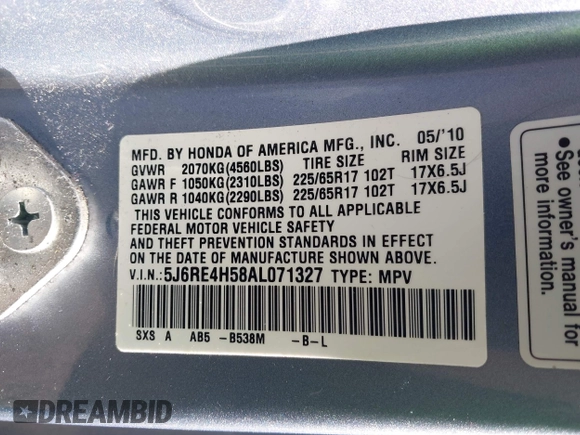 MFD. BY HONDA OF AMERICA MFG., INC. 05/'10
GVWR 2070KG(4560LBS) TIRE SIZE RIM SIZE
GAWR F 1050KG(2310LBS) 225/65R17 102T 17X6.5J
GAWR R 1040KG(2290LBS) 225/65R17 102T 17X6.5J
THIS VEHICLE CONFORMS TO ALL APPLICABLE
FEDERAL MOTOR VEHICLE SAFETY
AND THEFT PREVENTION STANDARDS IN EFFECT
ON THE DATE OF MANUFACTURE SHOWN ABOVE.
V.I.N.: 5J6RE4H58AL071327 TYPE: MPV
SXS A AB5 -B538M -B-L
See owner's
manual for
DREAMBID